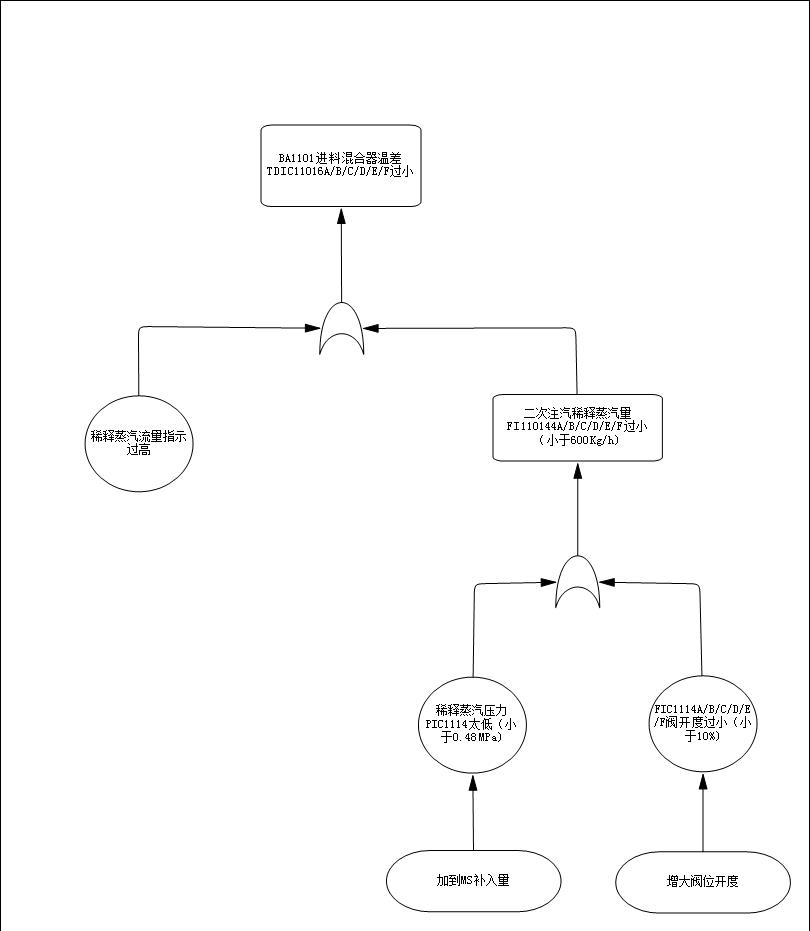 BA1101进料混合器温差
TDIC11016A/B/C/D/E/F过小
稀释蒸汽流量指示
过高
二次注汽稀释蒸汽量
FI110144A/B/C/D/E/F过小
（小于600Kg/h）
稀释蒸汽压力
PIC1114太低（小
于0.48MPa）
FIC1114A/B/C/D/E
/F阀开度过小（小
于10%）
加到MS补入量
增大阀位开度